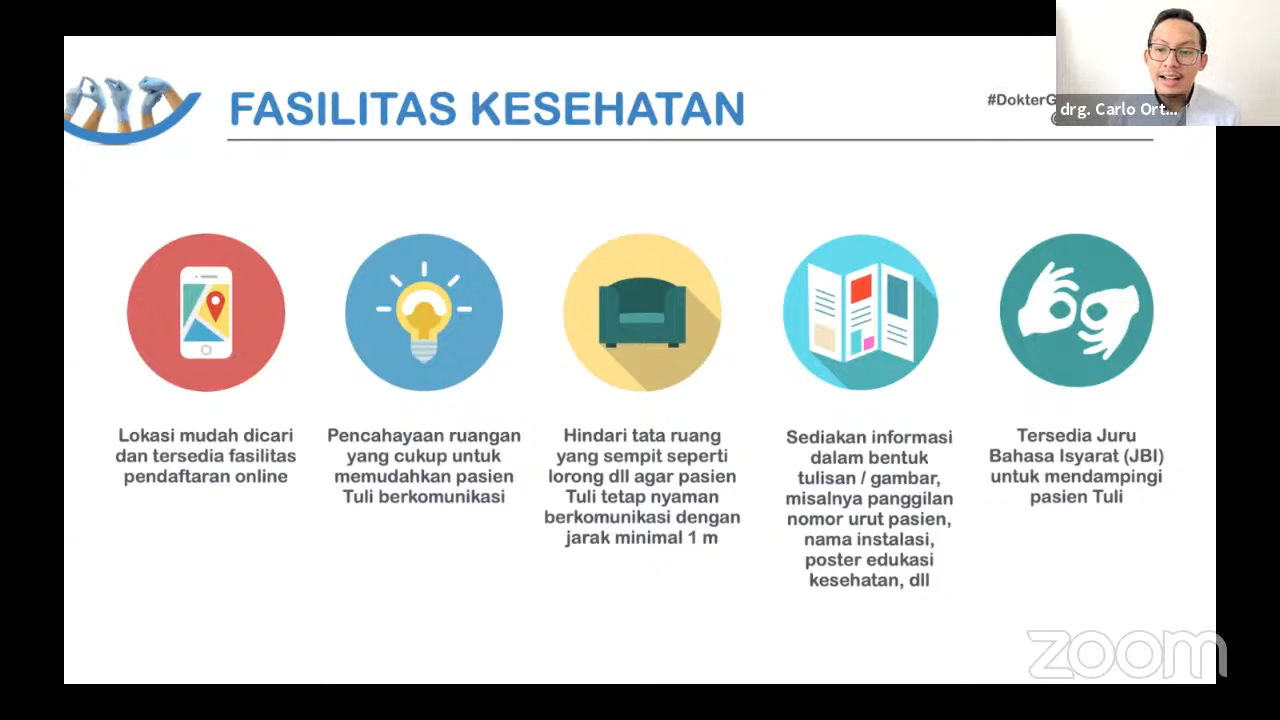 FASILITAS KESEHATAN
#DokterG
drg. Carlo Ort...
Lokasi mudah dicari
dan tersedia fasilitas
pendaftaran online
Pencahayaan ruangan
yang cukup untuk
memudahkan pasien
Tuli berkomunikasi
Hindari tata ruang
yang sempit seperti
lorong dll agar pasien
Tuli tetap nyaman
berkomunikasi dengan
jarak minimal 1 m
Sediakan informasi
dalam bentuk
tulisan / gambar,
misalnya panggilan
nomor urut pasien,
nama instalasi,
poster edukasi
kesehatan, dll
Tersedia Juru
Bahasa Isyarat (JBI)
untuk mendampingi
pasien Tuli
zoom